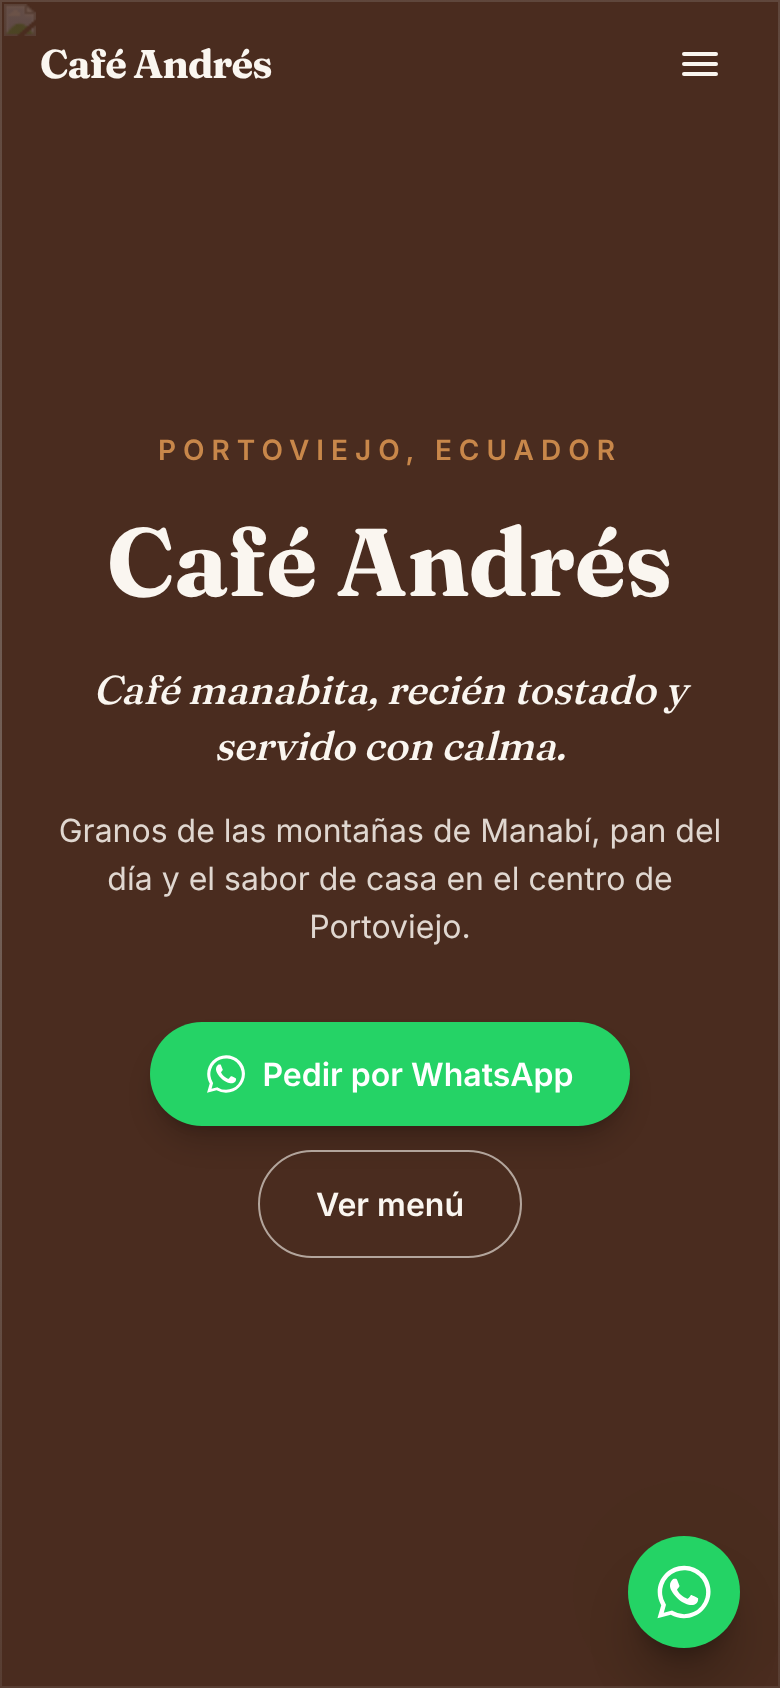 Café Andrés
PORTOVIEJO, ECUADOR
Café Andrés
Café manabita, recién tostado y
servido con calma.
Granos de las montañas de Manabí, pan del
día y el sabor de casa en el centro de
Portoviejo.
Pedir por WhatsApp
Ver menú